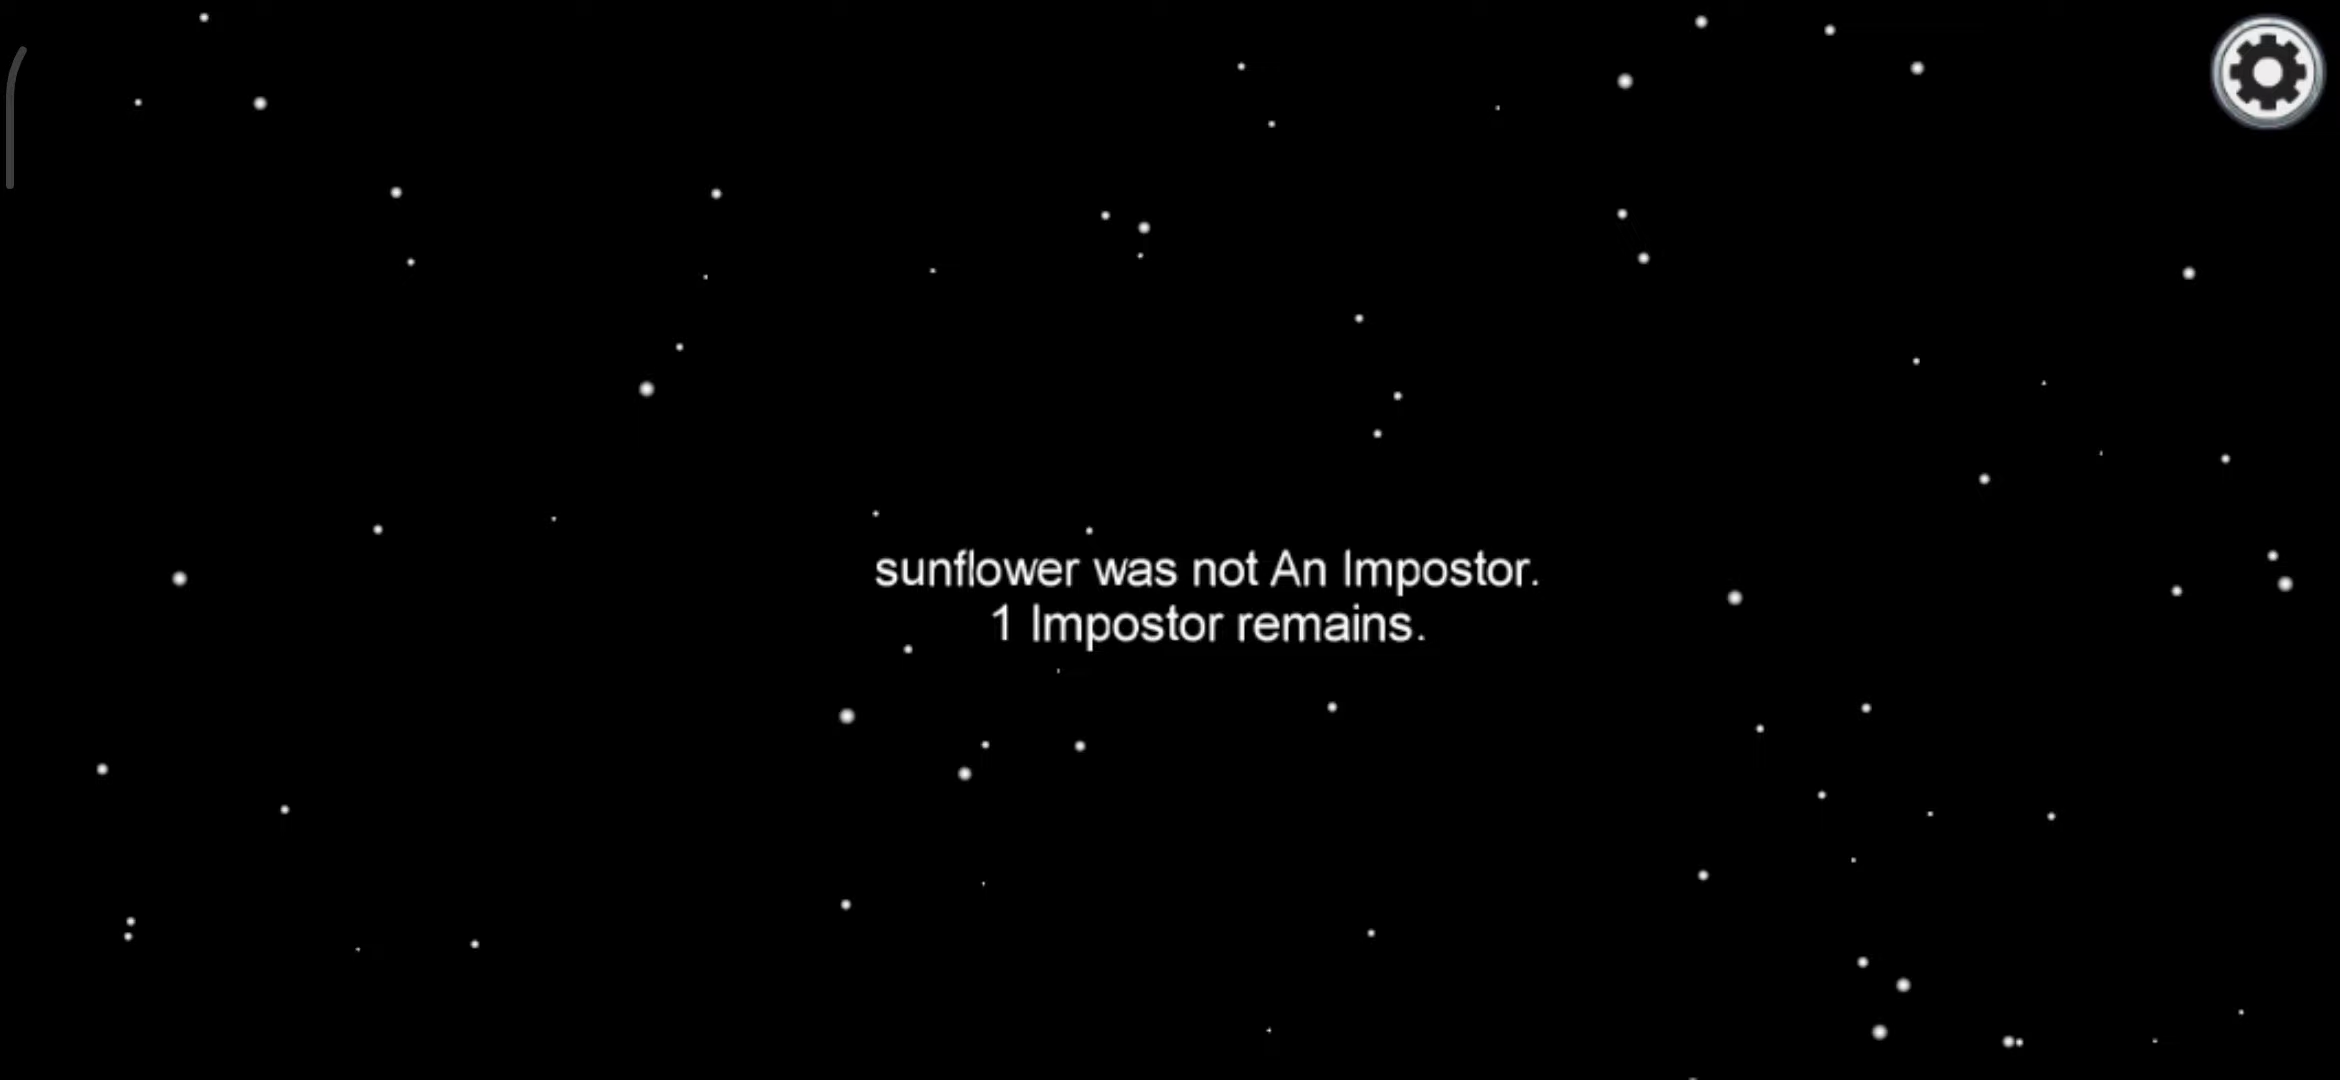 sunflower was not An Impostor.
1 Impostor remains.